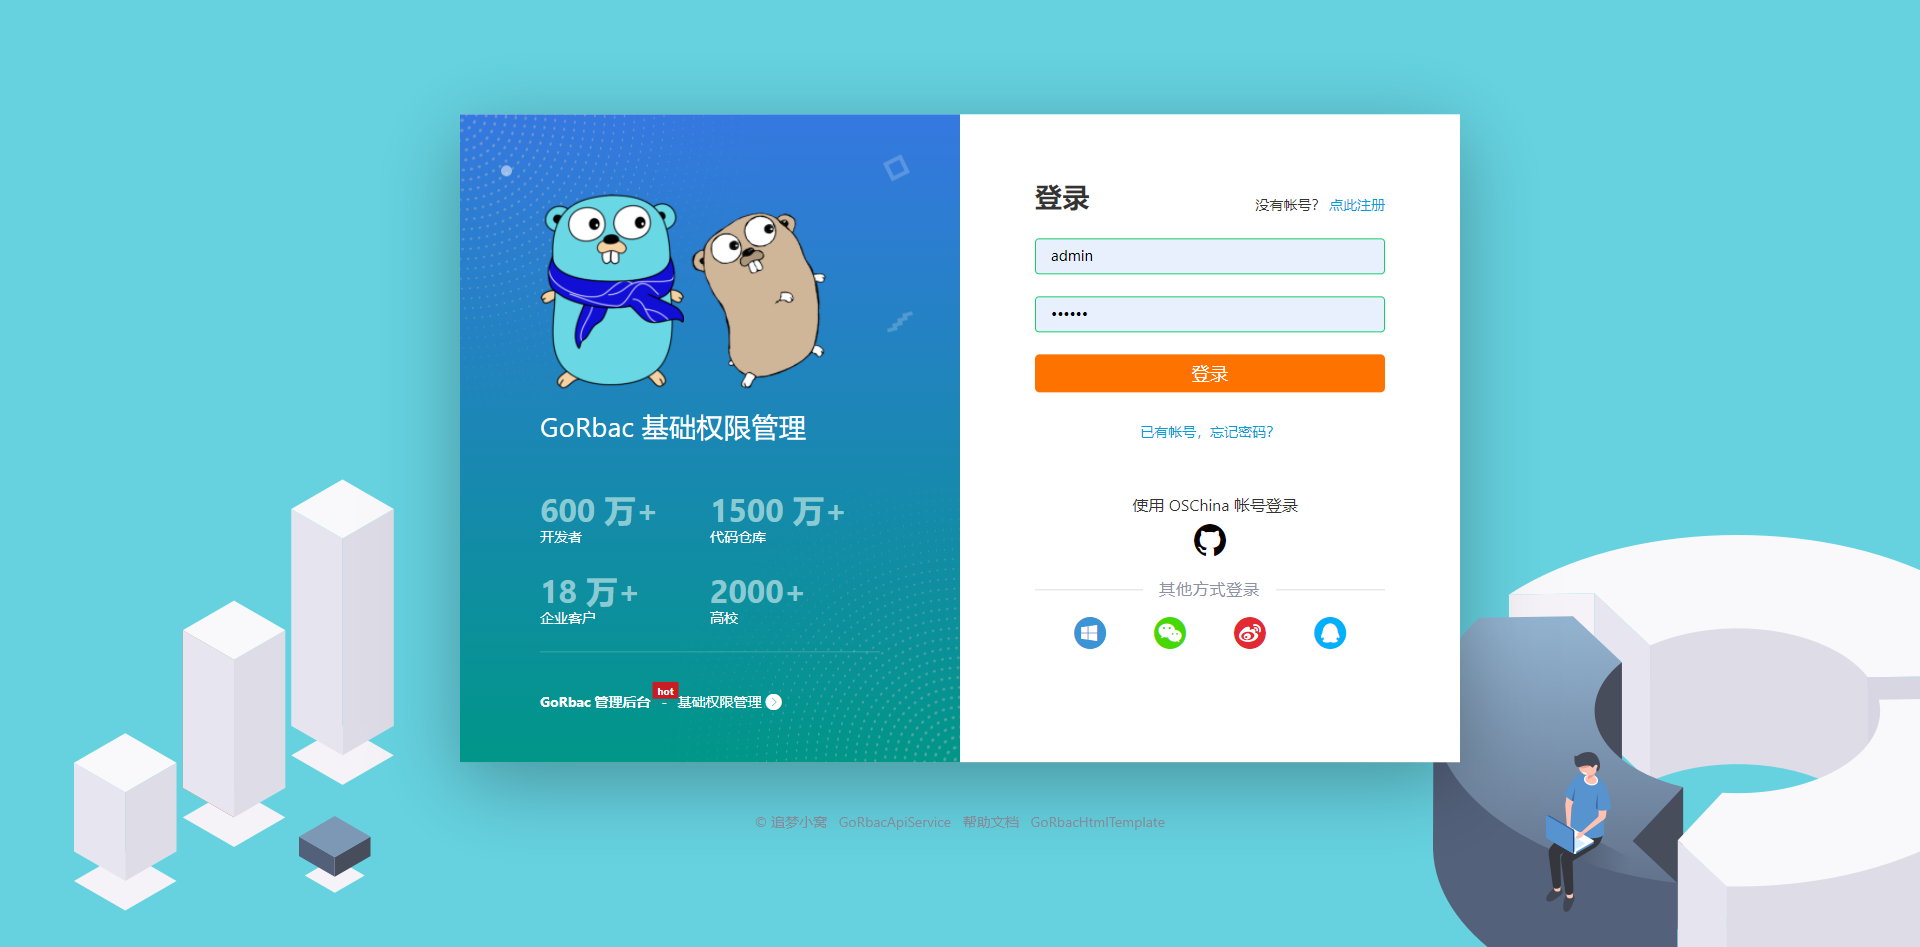 GoRbac 基础权限管理
600 万+
1500 万+
开发者
代码仓库
18 万+
2000+
企业客户
高校
hot
GoRbac 管理后台 - 基础权限管理
登录
没有帐号? 点此注册
admin
••••••
登录
已有帐号，忘记密码?
使用 OSChina 帐号登录
其他方式登录
© 追梦小窝 GoRbacApiService 帮助文档 GoRbacHtmlTemplate